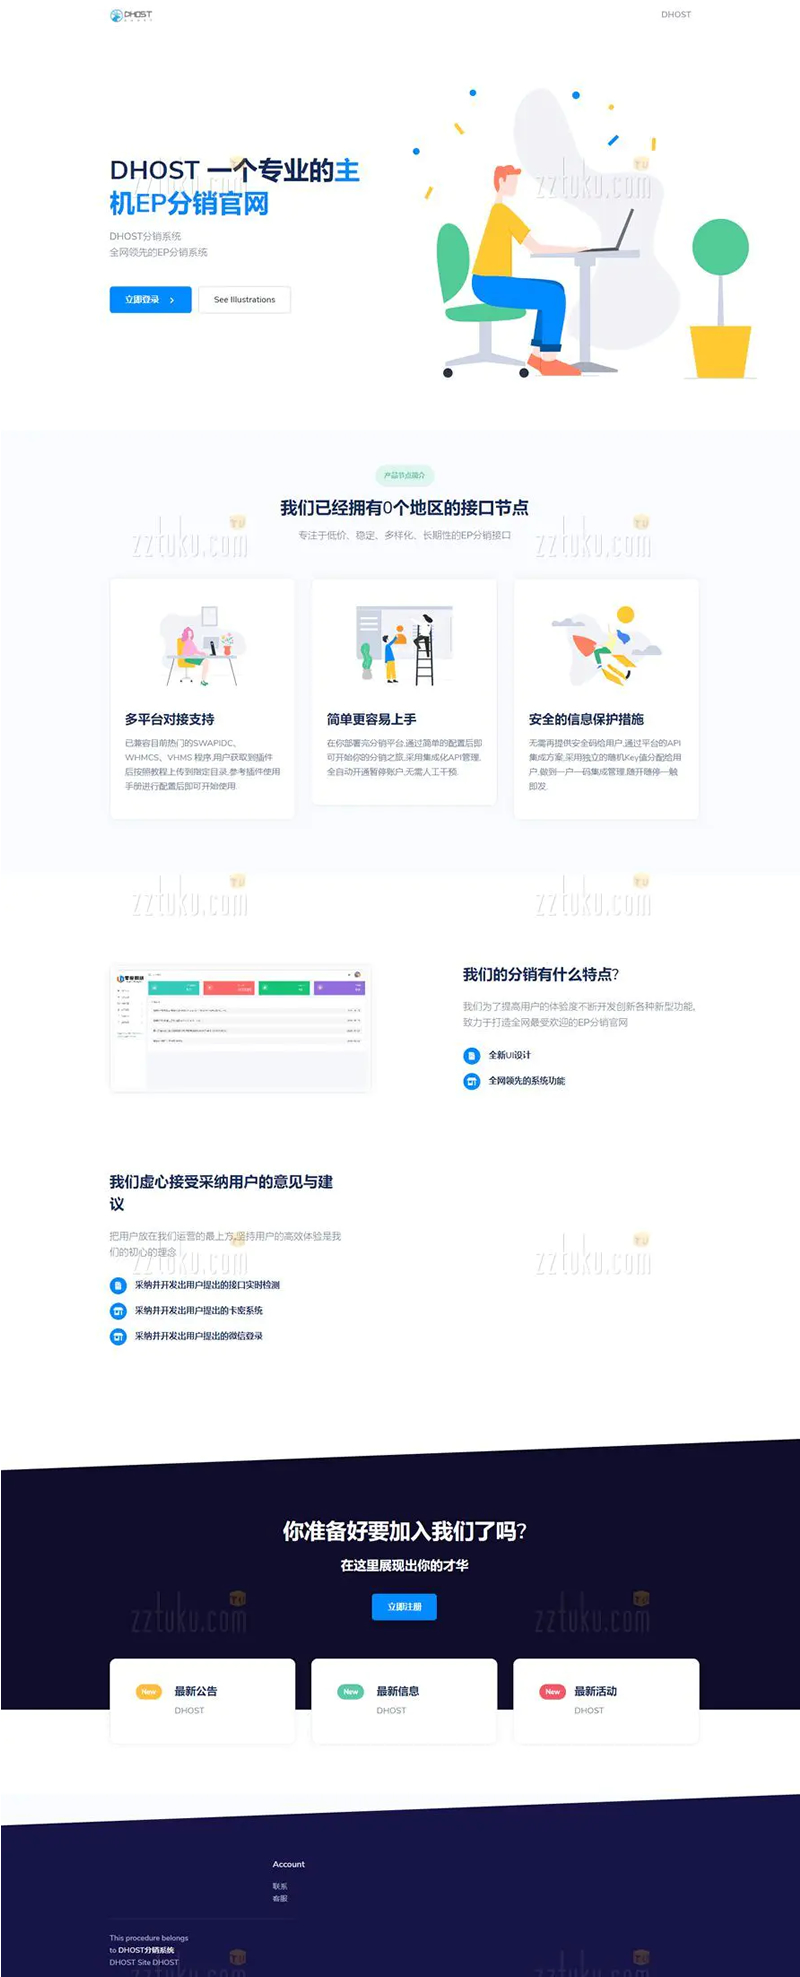 DHOST
DHOST
DHOST 一个专业的主
机EP分销官网
DHOST分销系统
全网领先的EP分销系统
立即登录
See Illustrations
产品节点简介
我们已经拥有0个地区的接口节点
专注于低价、稳定、多样化、长期性的EP分销接口
多平台对接支持
已兼容目前热门的SWAPIDC、
WHMCS、VHMS 程序,用户获取到插件
后按照教程上传到指定目录,参考插件使用
手册进行配置后即可开始使用.
简单更容易上手
在你部署完分销平台,通过简单的配置后即
可开始你的分销之旅,采用集成化API管理,
全自动开通暂停账户,无需人工干预.
安全的信息保护措施
无需再提供安全码给用户,通过平台的API
集成方案,采用独立的随机Key值分配给用
户,做到一户一码集成管理,随开随停一触
即发.
我们的分销有什么特点?
我们为了提高用户的体验度不断开发创新各种新型功能,
致力于打造全网最受欢迎的EP分销官网
全新UI设计
全网领先的系统功能
我们虚心接受采纳用户的意见与建
议
把用户放在我们运营的最上方,坚持用户的高效体验是我
们的初心的理念
采纳并开发出用户提出的接口实时检测
采纳并开发出用户提出的卡密系统
采纳并开发出用户提出的微信登录
你准备好要加入我们了吗?
在这里展现出你的才华
立即注册
New 最新公告
DHOST
New 最新信息
DHOST
New 最新活动
DHOST
Account
联系
客服
This procedure belongs
to DHOST分销系统
DHOST Site DHOST
zztuku.com
zztuku.com
zztuku.com
zztuku.com
zztuku.com
zztuku.com
zztuku.com
zztuku.com
zztuku.com
zztuku.com